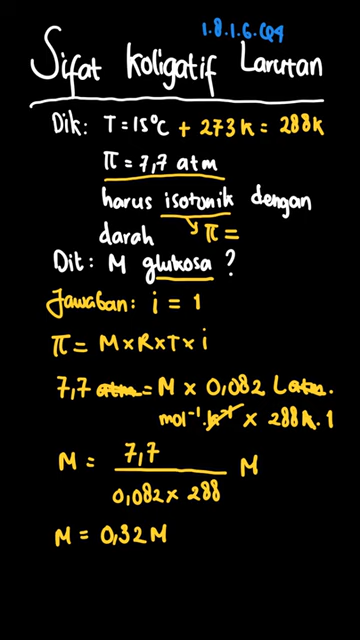 1.8.1.6.Q4
Sifat Koligatif Larutan
Dik: T = 15°C + 273 k = 288k
π = 7,7 atm
harus isotonik dengan
darah → π =
Dit: M glukosa ?
Jawaban: i = 1
π = M × R × T × i
7,7 atm = M × 0,082 L atm.
mol⁻¹. k⁻¹ × 288 k. 1
M = 7,7 M
0,082 × 288
M = 0,32 M